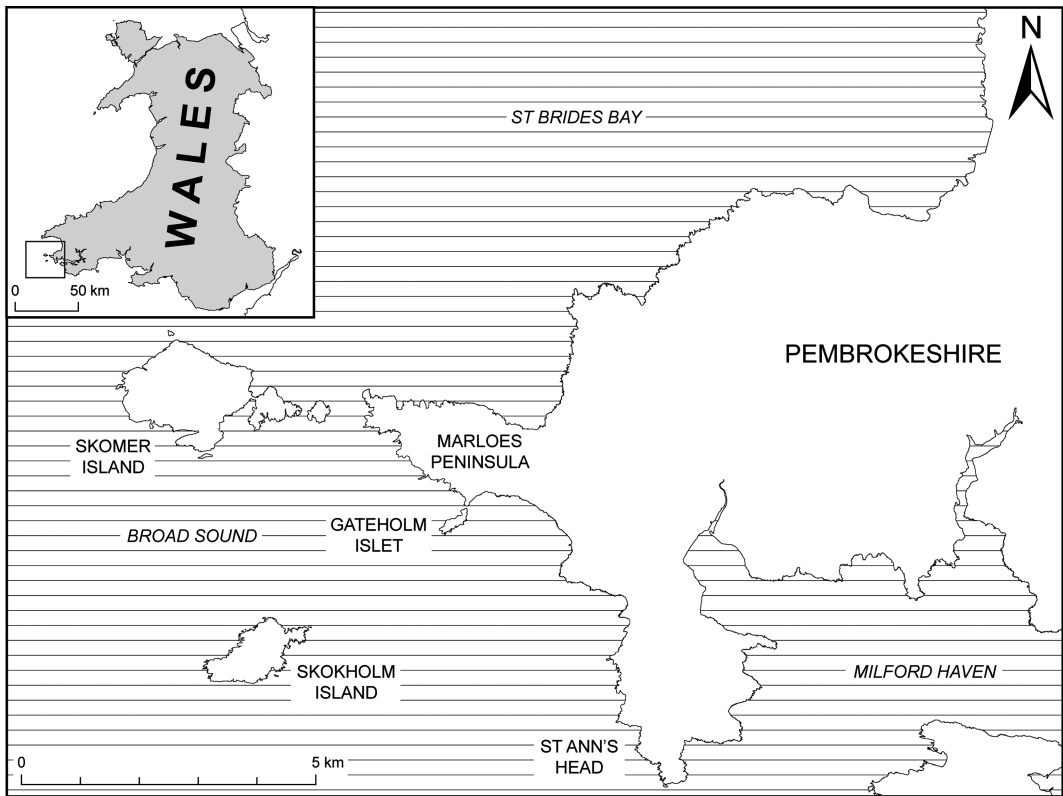 WALES
0 50 km
N
ST BRIDES BAY
PEMBROKESHIRE
SKOMER
ISLAND
MARLOES
PENINSULA
BROAD SOUND
GATEHOLM
ISLET
SKOKHOLM
ISLAND
MILFORD HAVEN
ST ANN'S
HEAD
0 5 km